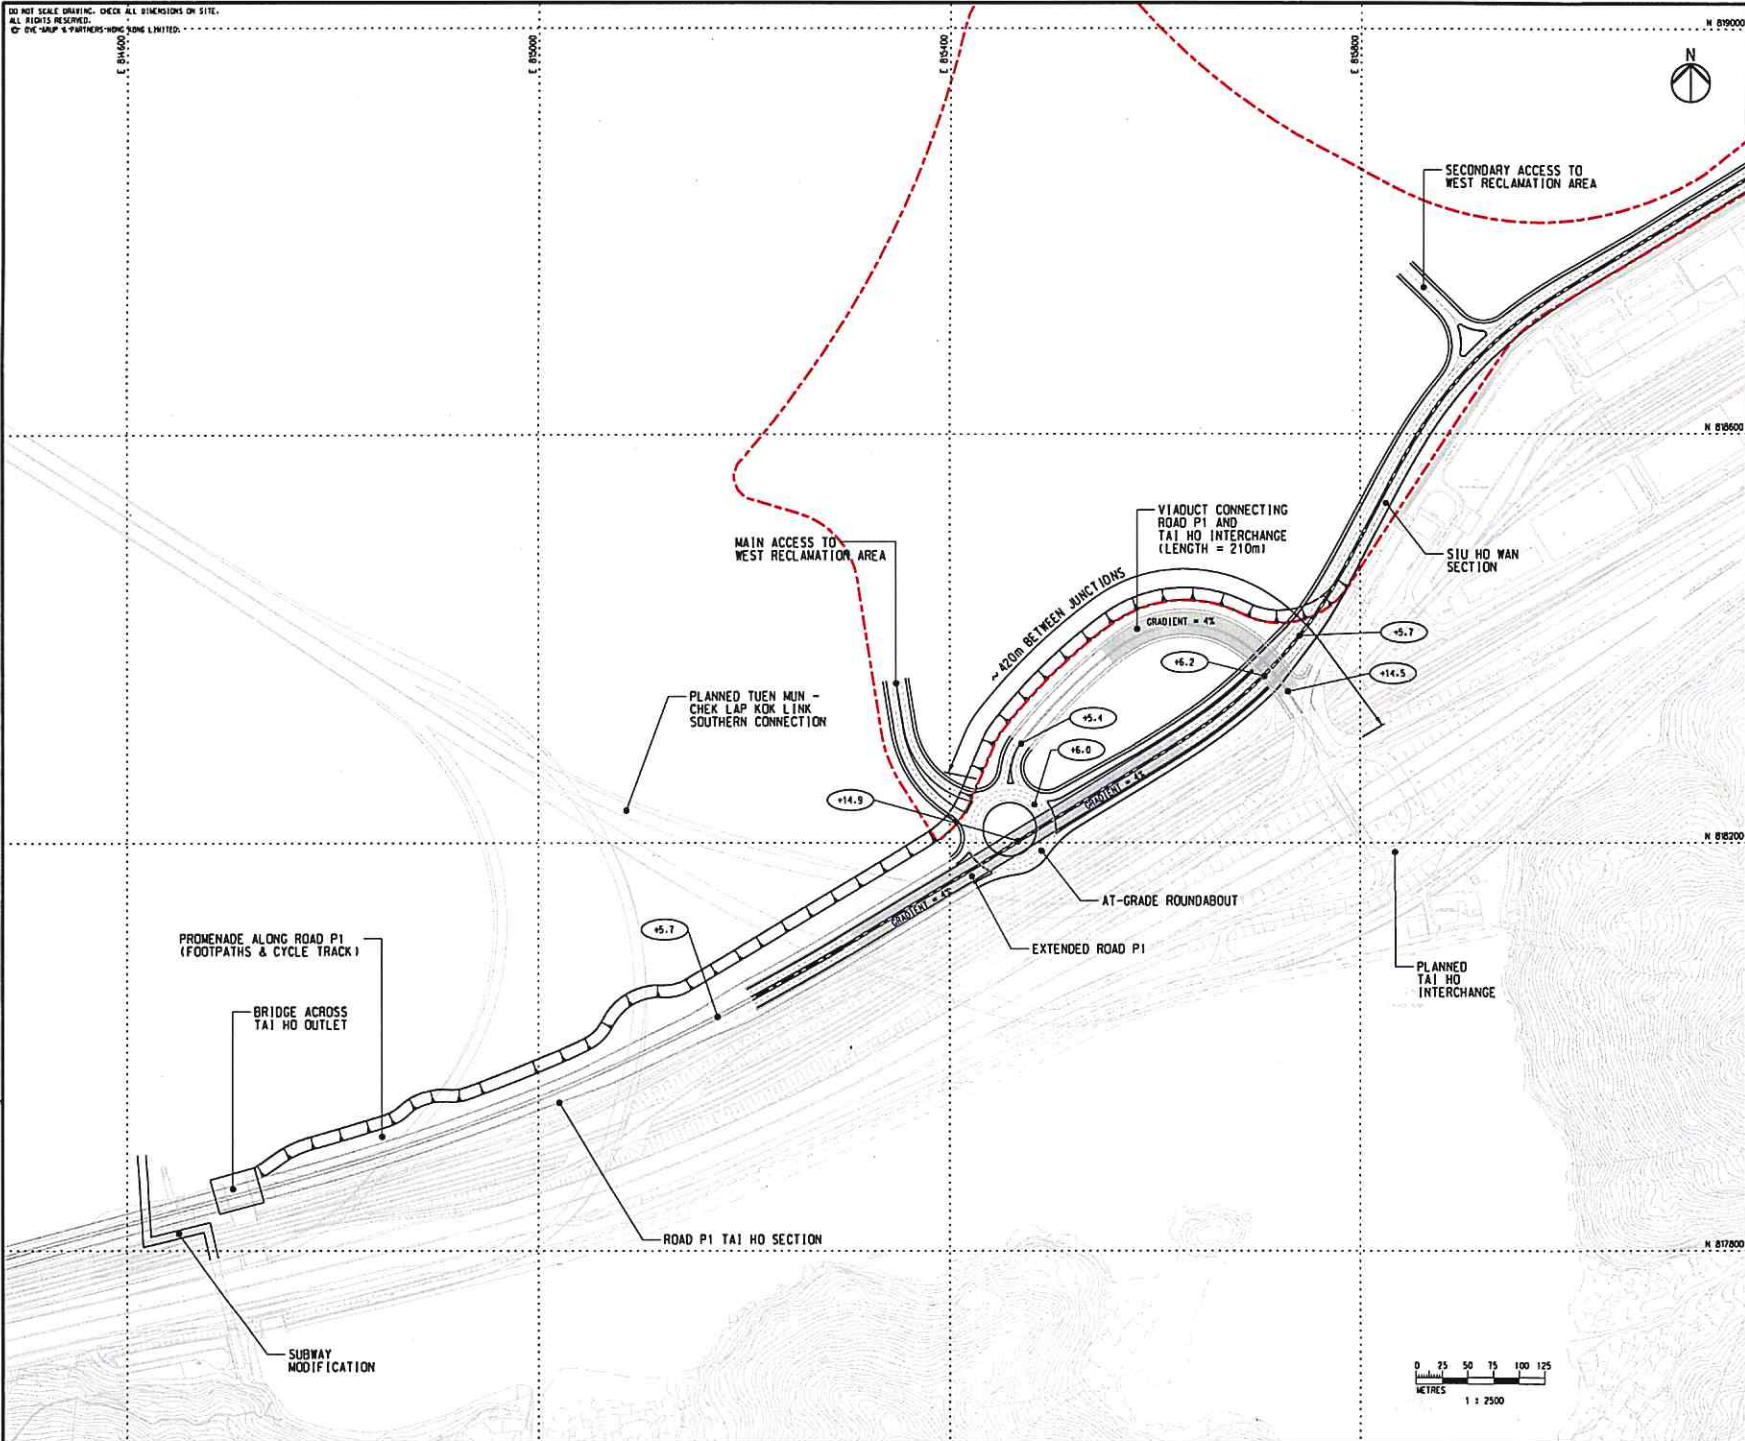 DO NOT SCALE DRAWING. CHECK ALL DIMENSIONS ON SITE.
ALL RIGHTS RESERVED.
© OVE ARUP & PARTNERS HONG KONG LIMITED.
E 814600
E 815000
E 815400
E 815800
N 819000
N
SECONDARY ACCESS TO
WEST RECLAMATION AREA
N 818600
VIADUCT CONNECTING
ROAD P1 AND
TAI HO INTERCHANGE
(LENGTH = 210m)
MAIN ACCESS TO
WEST RECLAMATION AREA
SIU HO WAN
SECTION
~ 420m BETWEEN JUNCTIONS
GRADIENT = 4%
+5.7
+6.2
+14.5
PLANNED TUEN MUN -
CHEK LAP KOK LINK
SOUTHERN CONNECTION
+5.4
+6.0
+14.9
GRADIENT = 4%
N 818200
GRADIENT = 4%
AT-GRADE ROUNDABOUT
+5.7
EXTENDED ROAD P1
PROMENADE ALONG ROAD P1
(FOOTPATHS & CYCLE TRACK)
PLANNED
TAI HO
INTERCHANGE
BRIDGE ACROSS
TAI HO OUTLET
ROAD P1 TAI HO SECTION
N 817800
SUBWAY
MODIFICATION
0 25 50 75 100 125
METRES
1 : 2500